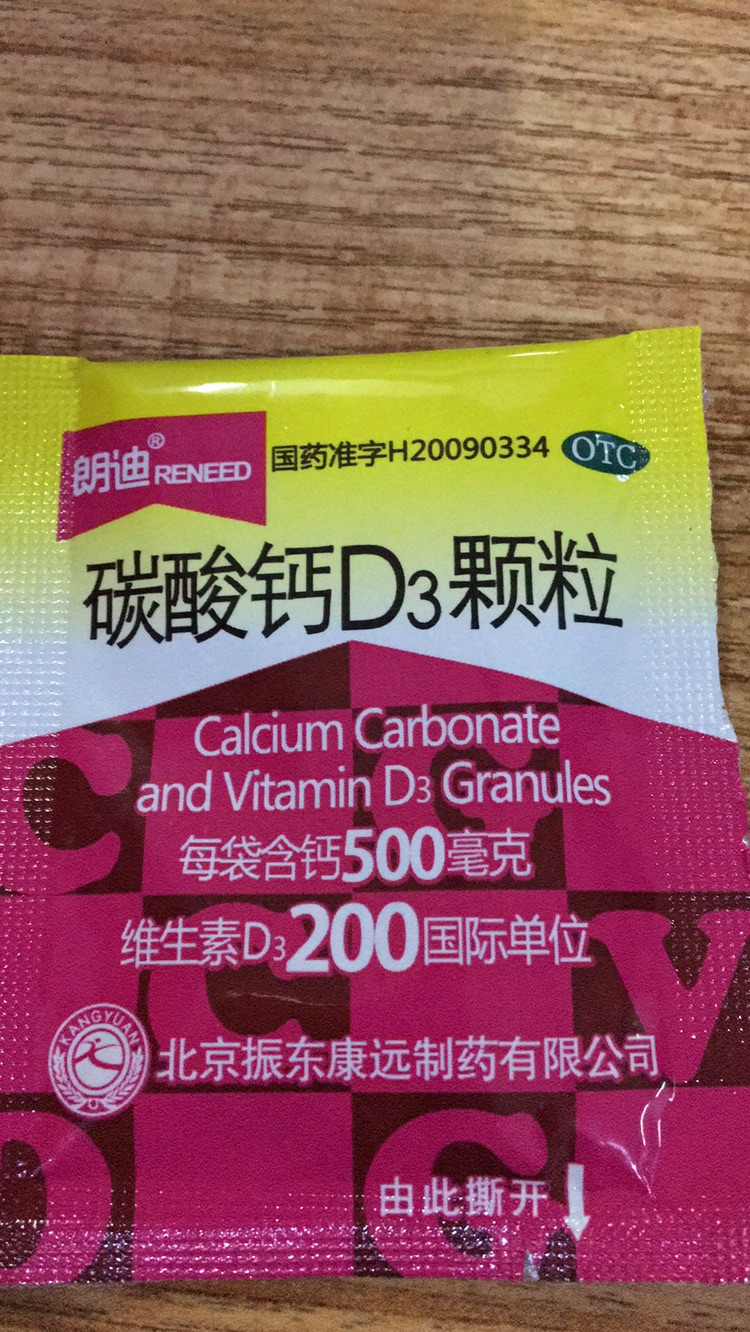 朗迪® RENEED 国药准字H20090334 OTC
碳酸钙D3颗粒
Calcium Carbonate
and Vitamin D3 Granules
每袋含钙500毫克
维生素D3200国际单位
KANGYUAN
北京振东康远制药有限公司
由此撕开